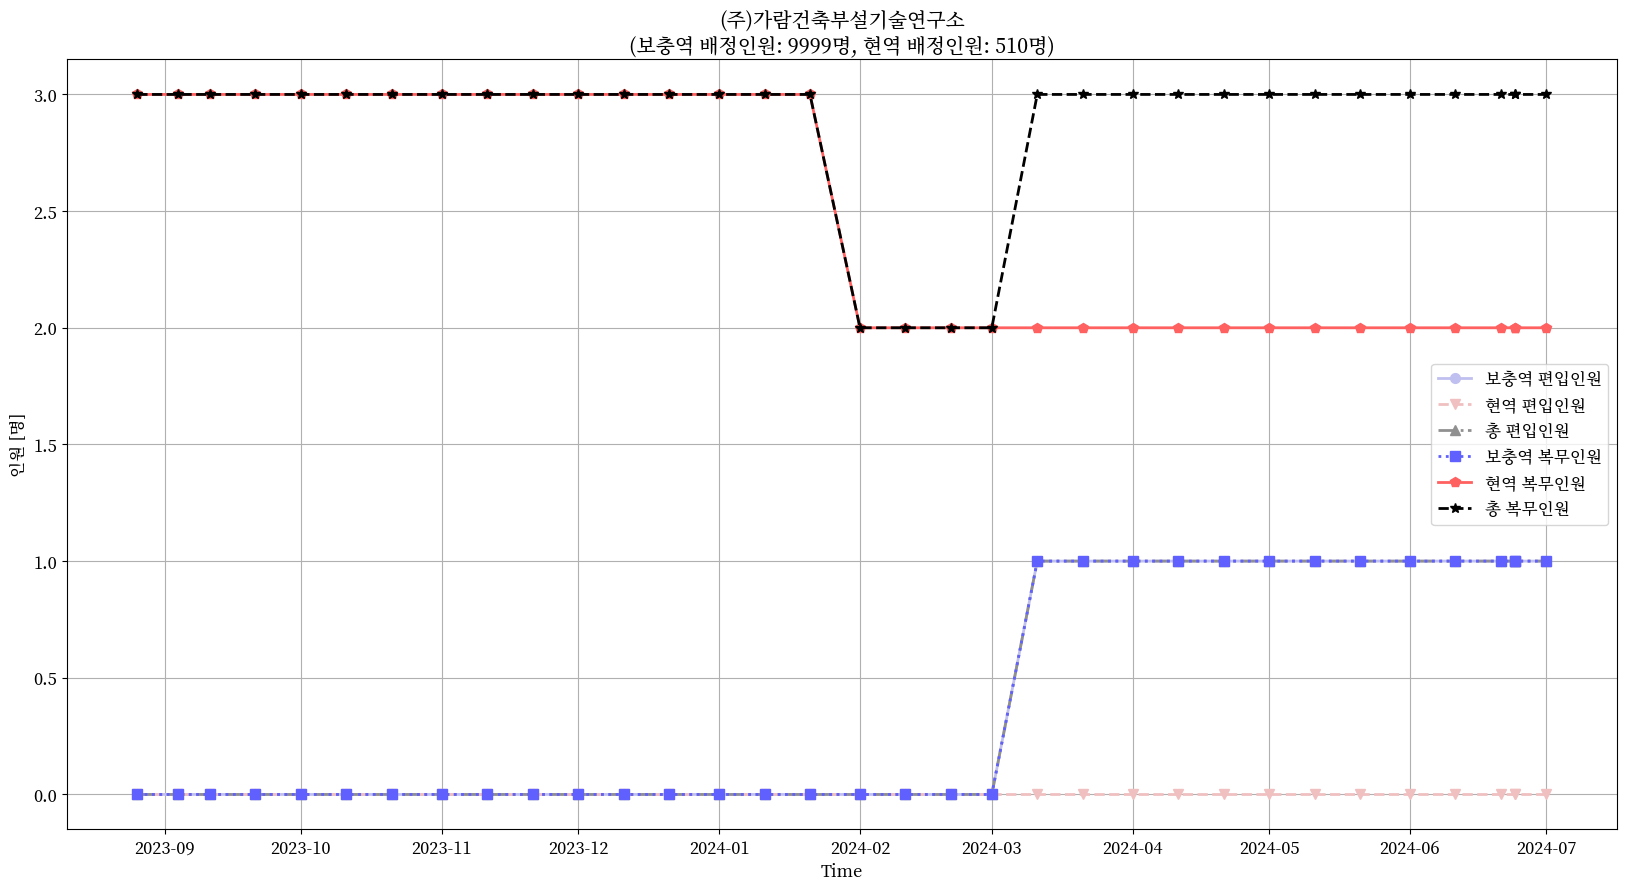 (주)가람건축부설기술연구소
(보충역 배정인원: 9999명, 현역 배정인원: 510명)
3.0
2.5
2.0
1.5
1.0
0.5
0.0
인원 [명]
보충역 편입인원
현역 편입인원
총 편입인원
보충역 복무인원
현역 복무인원
총 복무인원
2023-09 2023-10 2023-11 2023-12 2024-01 2024-02 2024-03 2024-04 2024-05 2024-06 2024-07
Time